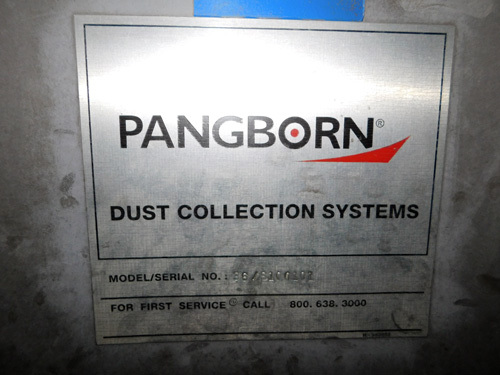 PANGBORN®
DUST COLLECTION SYSTEMS
MODEL/SERIAL NO.:
FOR FIRST SERVICE® CALL 800. 638. 3000